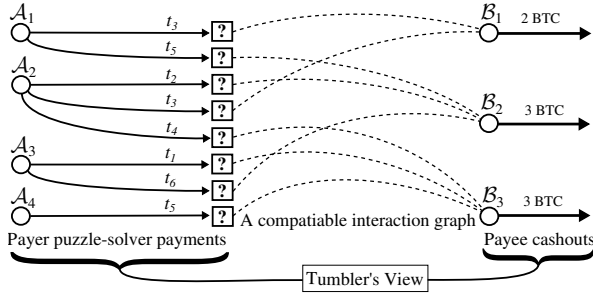 A1
t3
?
B1
2 BTC
t5
?
A2
t2
?
t3
?
B2
3 BTC
t4
?
A3
t1
?
t6
?
A4
t5
?
B3
3 BTC
A compatiable interaction graph
Payer puzzle-solver payments
Payee cashouts
Tumbler's View